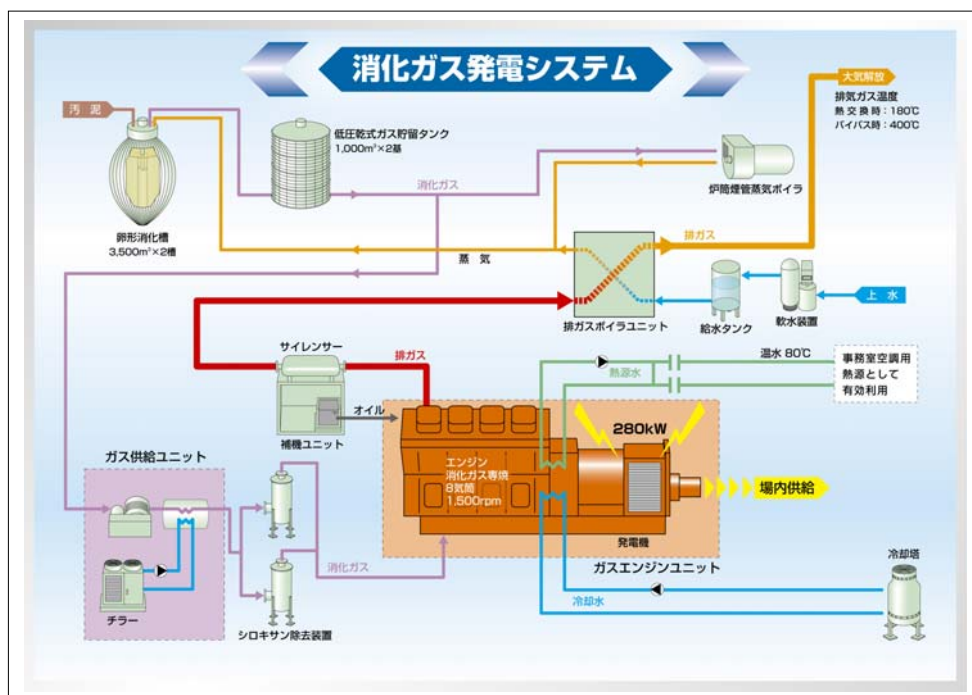 消化ガス発電システム
汚泥
低圧乾式ガス貯留タンク
1,000m³×2基
大気解放
排気ガス温度
熱交換時：180℃
バイパス時：400℃
消化ガス
炉筒煙管蒸気ボイラ
卵形消化槽
3,500m³×2槽
蒸気
排ガス
上水
排ガスボイラユニット
給水タンク
軟水装置
サイレンサー
排ガス
熱源水
温水 80℃
事務室空調用
熱源として
有効利用
オイル
補機ユニット
280kW
エンジン
消化ガス専焼
8気筒
1,500rpm
場内供給
ガス供給ユニット
発電機
ガスエンジンユニット
冷却塔
消化ガス
冷却水
チラー
シロキサン除去装置